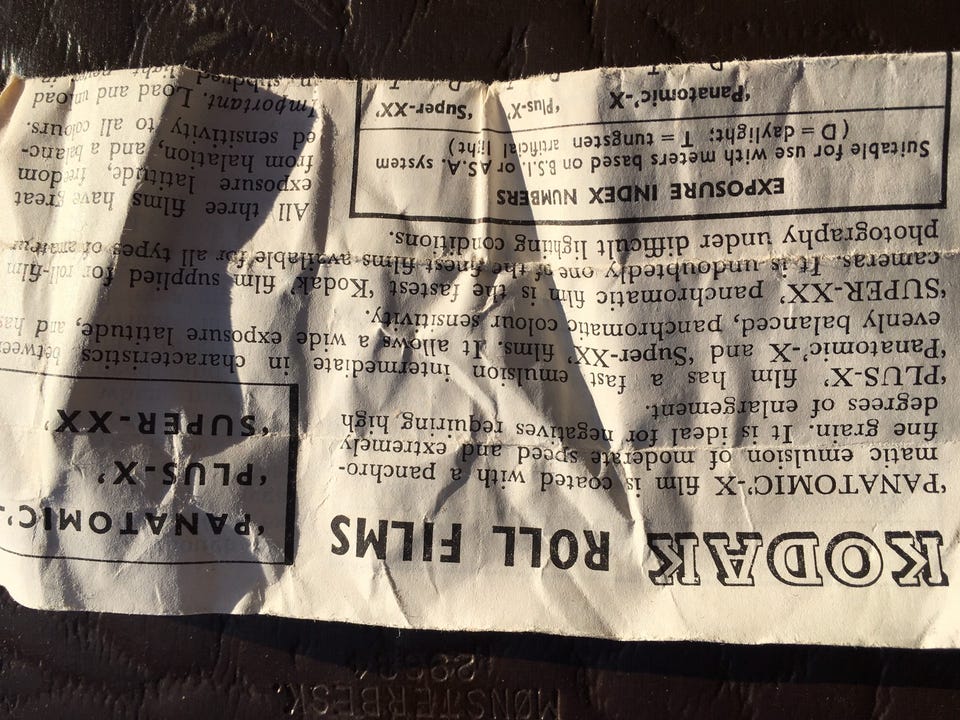 KODAK ROLL FILMS
'PANATOMIC'-
'PLUS-X'
'SUPER-XX'
'PANATOMIC'-X film is coated with a panchro-
matic emulsion of moderate speed and extremely
fine grain. It is ideal for negatives requiring high
degrees of enlargement.
'PLUS-X' film has a fast emulsion intermediate in characteristics between
'Panatomic'-X and 'Super-XX' films. It allows a wide exposure latitude, and has
evenly balanced, panchromatic colour sensitivity.
'SUPER-XX' panchromatic film is the fastest 'Kodak' film supplied for roll-film
cameras. It is undoubtedly one of the finest films available for all types of amateur
photography under difficult lighting conditions.
EXPOSURE INDEX NUMBERS
Suitable for use with meters based on B.S.I. or A.S.A. system
(D = daylight; T = tungsten artificial light)
'Panatomic'-X 'Plus-X' 'Super-XX'
D T D T D T
All three films have great
exposure latitude, freedom
from halation, and a balanc-
ed sensitivity to all colours.
Important. Load and unload
in subdued light, never in
MØNSTERBESK.